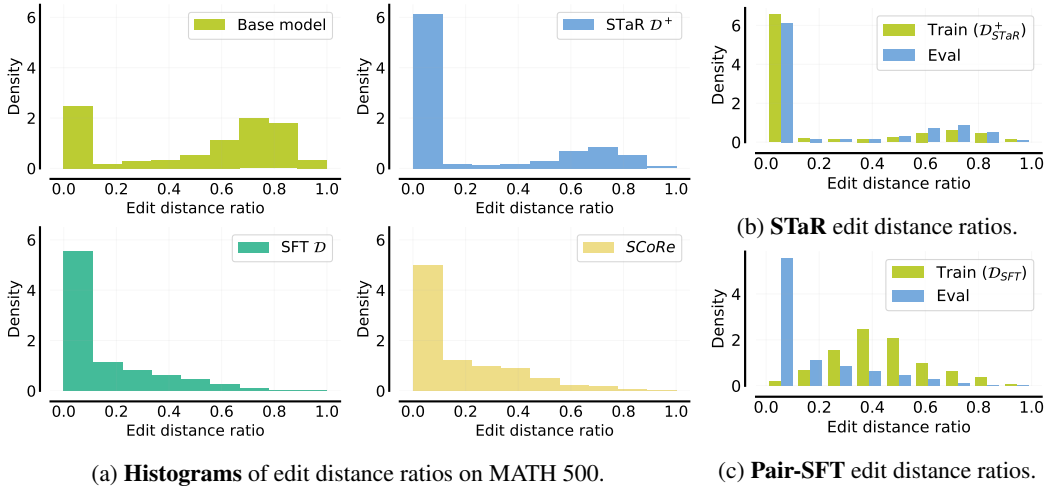 Base model
Density
6
4
2
0
0.0 0.2 0.4 0.6 0.8 1.0
Edit distance ratio
STaR D⁺
Density
6
4
2
0
0.0 0.2 0.4 0.6 0.8 1.0
Edit distance ratio
SFT D
Density
6
4
2
0
0.0 0.2 0.4 0.6 0.8 1.0
Edit distance ratio
SCoRe
Density
6
4
2
0
0.0 0.2 0.4 0.6 0.8 1.0
Edit distance ratio
(a) Histograms of edit distance ratios on MATH 500.
Train (D⁺STaR)
Eval
Density
6
4
2
0
0.0 0.2 0.4 0.6 0.8 1.0
Edit distance ratio
(b) STaR edit distance ratios.
Train (DSFT)
Eval
Density
4
2
0
0.0 0.2 0.4 0.6 0.8 1.0
Edit distance ratio
(c) Pair-SFT edit distance ratios.